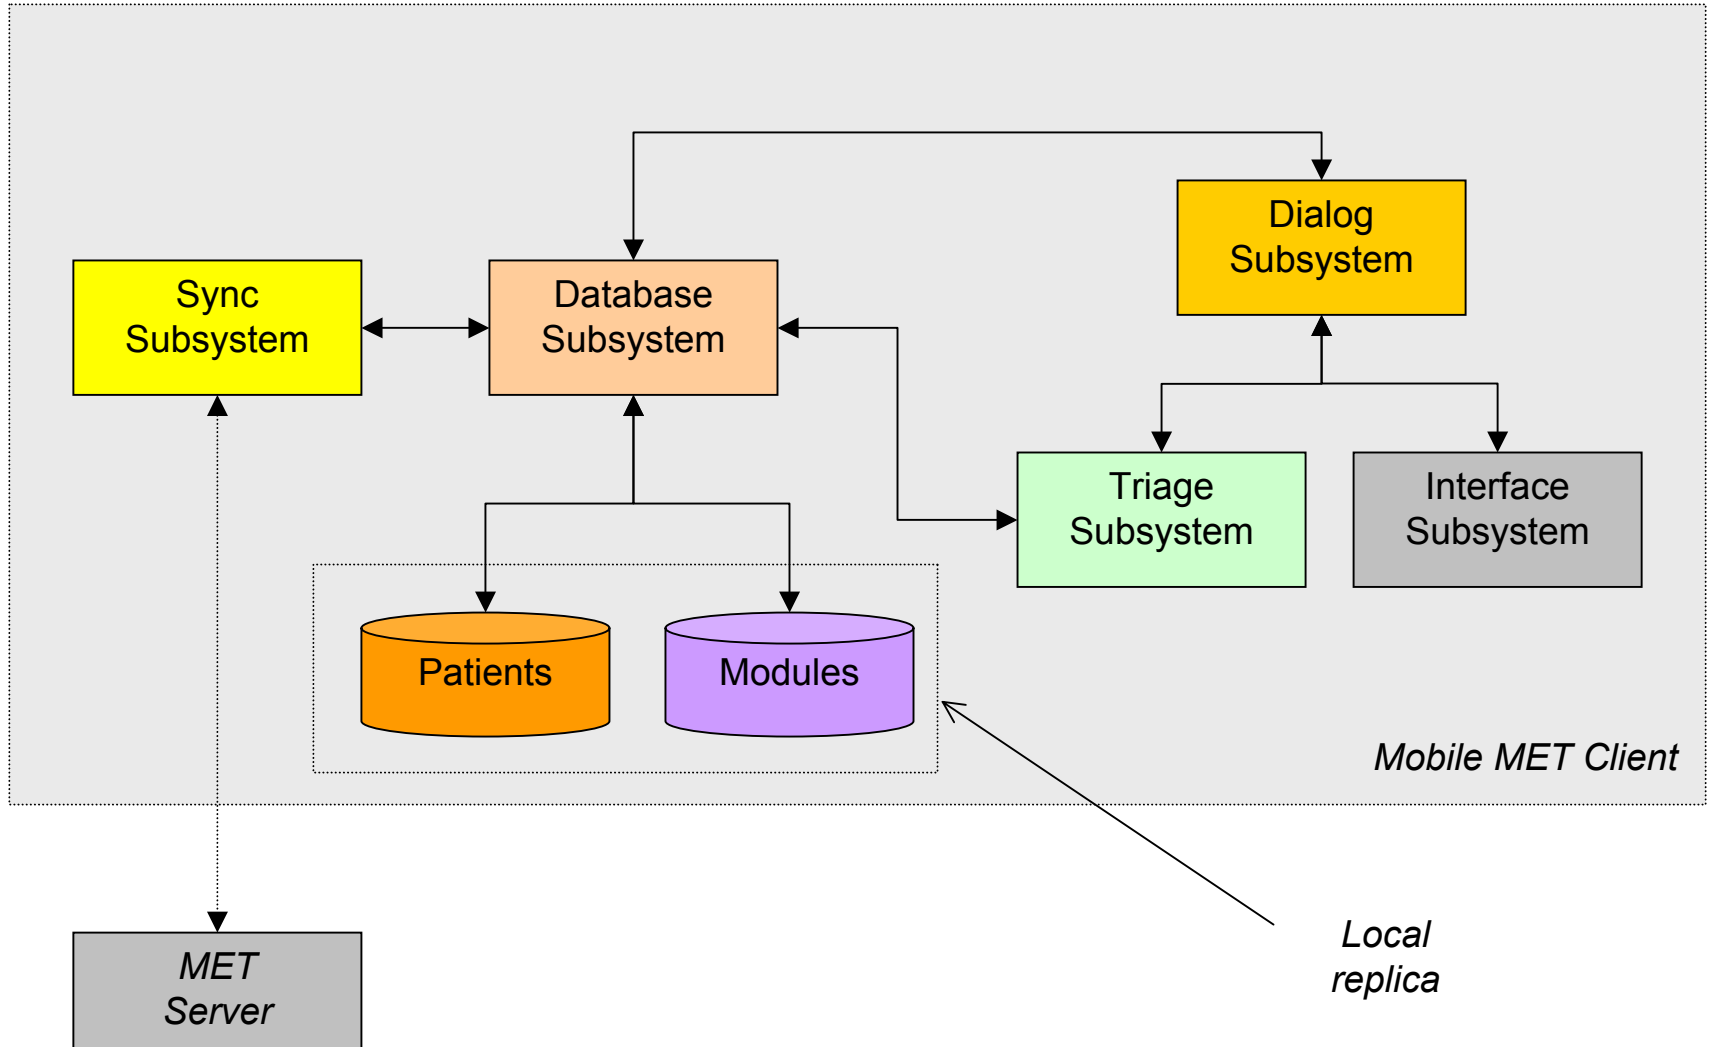 Dialog
Subsystem
Sync
Subsystem
Database
Subsystem
Triage
Subsystem
Interface
Subsystem
Patients
Modules
Mobile MET Client
Local
replica
MET
Server